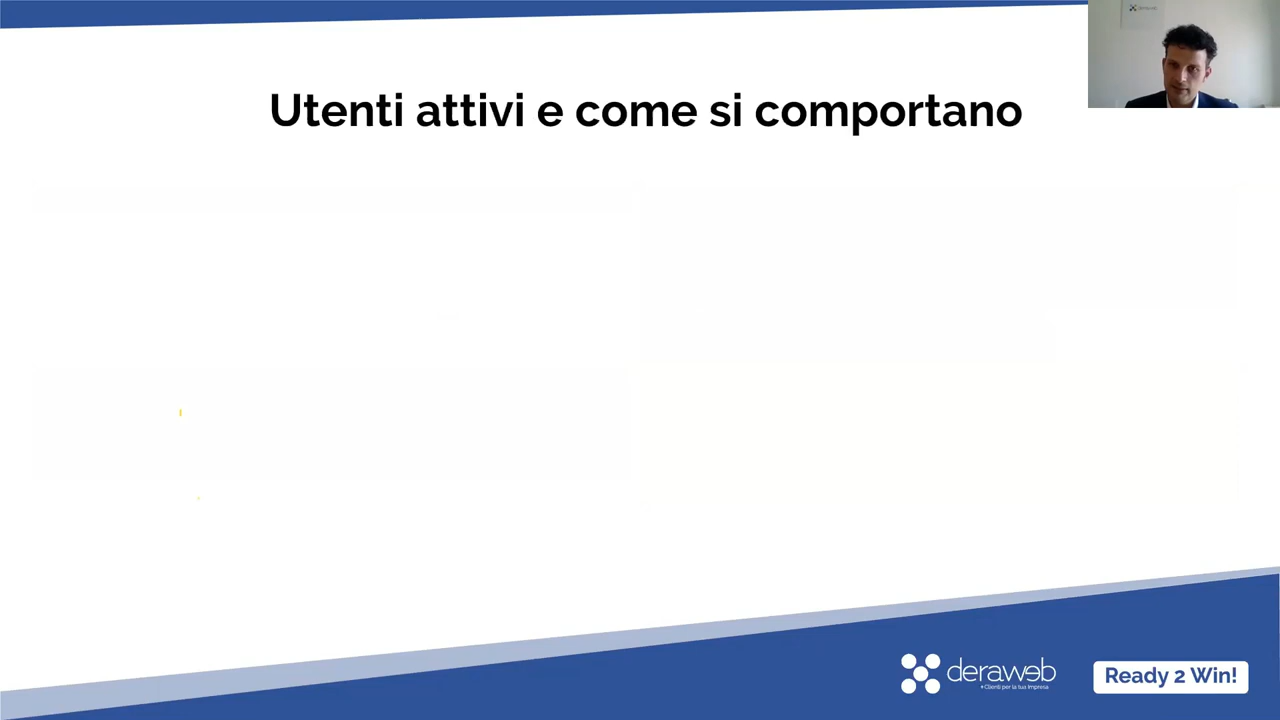 Utenti attivi e come si comportano
deraweb
Clienti per la tua Impresa
Ready 2 Win!